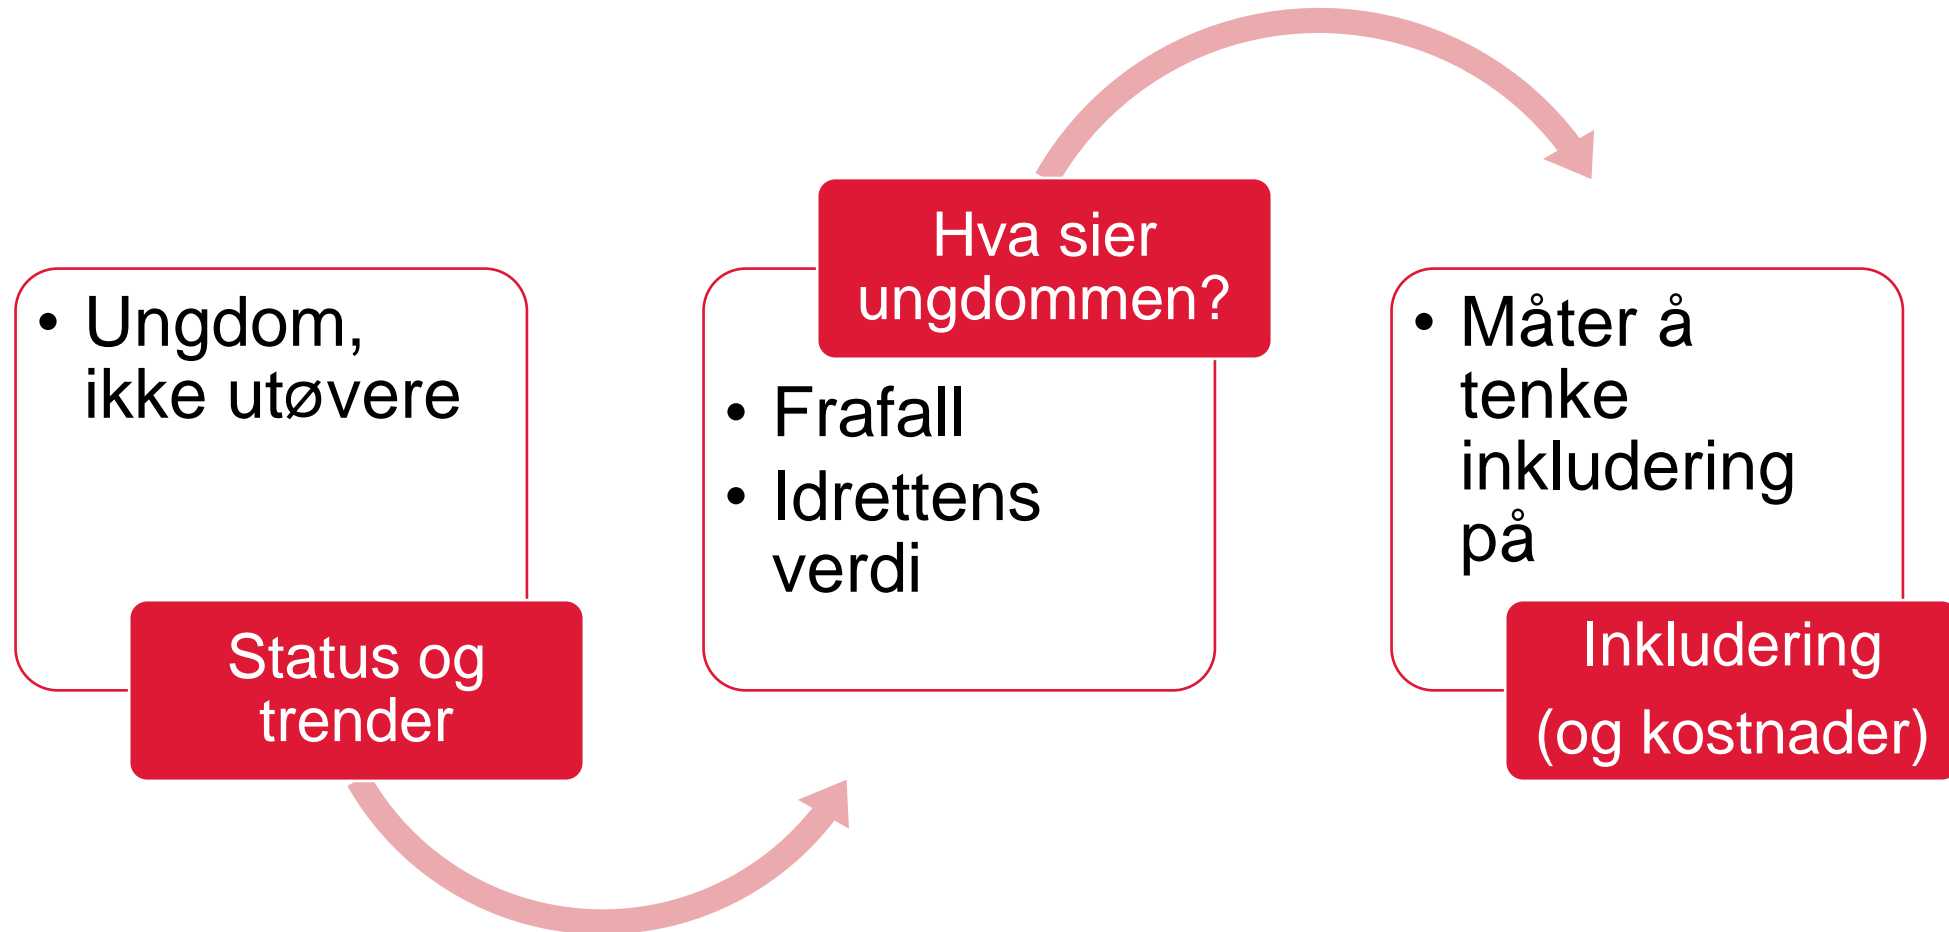 • Ungdom,
ikke utøvere
Status og
trender
Hva sier
ungdommen?
• Frafall
• Idrettens
verdi
• Måter å
tenke
inkludering
på
Inkludering
(og kostnader)